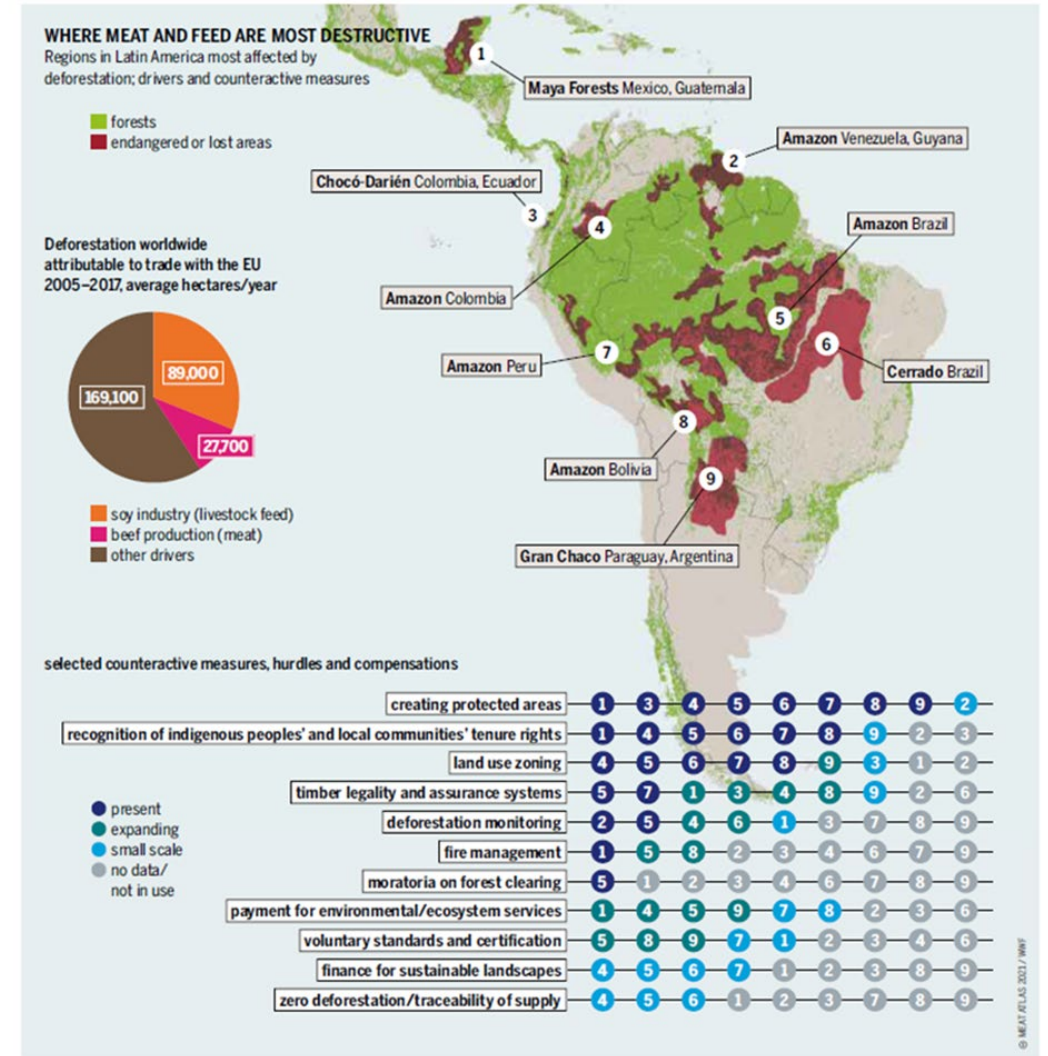 WHERE MEAT AND FEED ARE MOST DESTRUCTIVE
Regions in Latin America most affected by
deforestation; drivers and counteractive measures
forests
endangered or lost areas
1
Maya Forests Mexico, Guatemala
2
Amazon Venezuela, Guyana
Chocó-Darién Colombia, Ecuador
3
4
Amazon Brazil
Amazon Colombia
5
6
7
Amazon Peru
Cerrado Brazil
8
Amazon Bolivia
9
Gran Chaco Paraguay, Argentina
Deforestation worldwide
attributable to trade with the EU
2005–2017, average hectares/year
89,000
169,100
27,700
soy industry (livestock feed)
beef production (meat)
other drivers
selected counteractive measures, hurdles and compensations
creating protected areas 1 3 4 5 6 7 8 9 2
recognition of indigenous peoples' and local communities' tenure rights 1 4 5 6 7 8 9 2 3
land use zoning 4 5 6 7 8 9 3 1 2
timber legality and assurance systems 5 7 1 3 4 8 9 2 6
deforestation monitoring 2 5 4 6 1 3 7 8 9
fire management 1 5 8 2 3 4 6 7 9
moratoria on forest clearing 5 1 2 3 4 6 7 8 9
payment for environmental/ecosystem services 1 4 5 9 7 8 2 3 6
voluntary standards and certification 5 8 9 7 1 2 3 4 6
finance for sustainable landscapes 4 5 6 7 1 2 3 8 9
zero deforestation/traceability of supply 4 5 6 1 2 3 7 8 9
present
expanding
small scale
no data/
not in use
© MEAT ATLAS 2021 / WWF